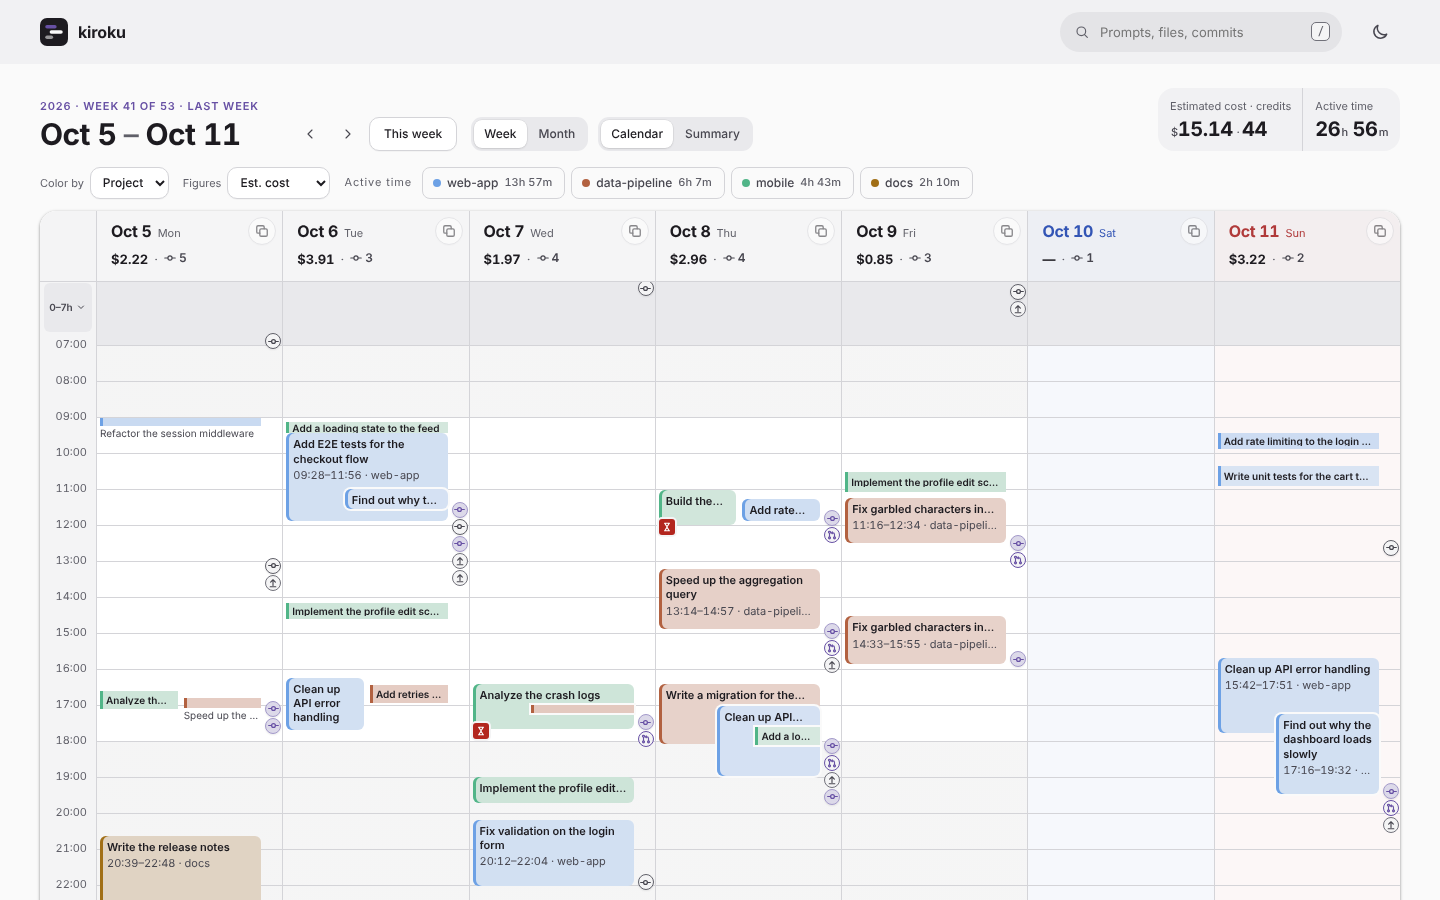 kiroku
Prompts, files, commits
/
2026 · WEEK 41 OF 53 · LAST WEEK
Oct 5 – Oct 11
This week
Week
Month
Calendar
Summary
Estimated cost · credits
$15.14 · 44
Active time
26h 56m
Color by
Project
Figures
Est. cost
Active time
web-app 13h 57m
data-pipeline 6h 7m
mobile 4h 43m
docs 2h 10m
Oct 5 Mon
$2.22 · 5
Oct 6 Tue
$3.91 · 3
Oct 7 Wed
$1.97 · 4
Oct 8 Thu
$2.96 · 4
Oct 9 Fri
$0.85 · 3
Oct 10 Sat
— · 1
Oct 11 Sun
$3.22 · 2
0–7h
07:00
08:00
09:00
10:00
11:00
12:00
13:00
14:00
15:00
16:00
17:00
18:00
19:00
20:00
21:00
22:00
Refactor the session middleware
Analyze th...
Speed up the ...
Write the release notes
20:39–22:48 · docs
Add a loading state to the feed
Add E2E tests for the
checkout flow
09:28–11:56 · web-app
Find out why t...
Implement the profile edit sc...
Clean up
API error
handling
Add retries ...
Analyze the crash logs
Implement the profile edit...
Fix validation on the login
form
20:12–22:04 · web-app
Build the...
Add rate...
Speed up the aggregation
query
13:14–14:57 · data-pipeli...
Write a migration for the...
Clean up API...
Add a lo...
Implement the profile edit sc...
Fix garbled characters in...
11:16–12:34 · data-pipeli...
Fix garbled characters in...
14:33–15:55 · data-pipeli...
Add rate limiting to the login ...
Write unit tests for the cart t...
Clean up API error handling
15:42–17:51 · web-app
Find out why the
dashboard loads
slowly
17:16–19:32 · ...